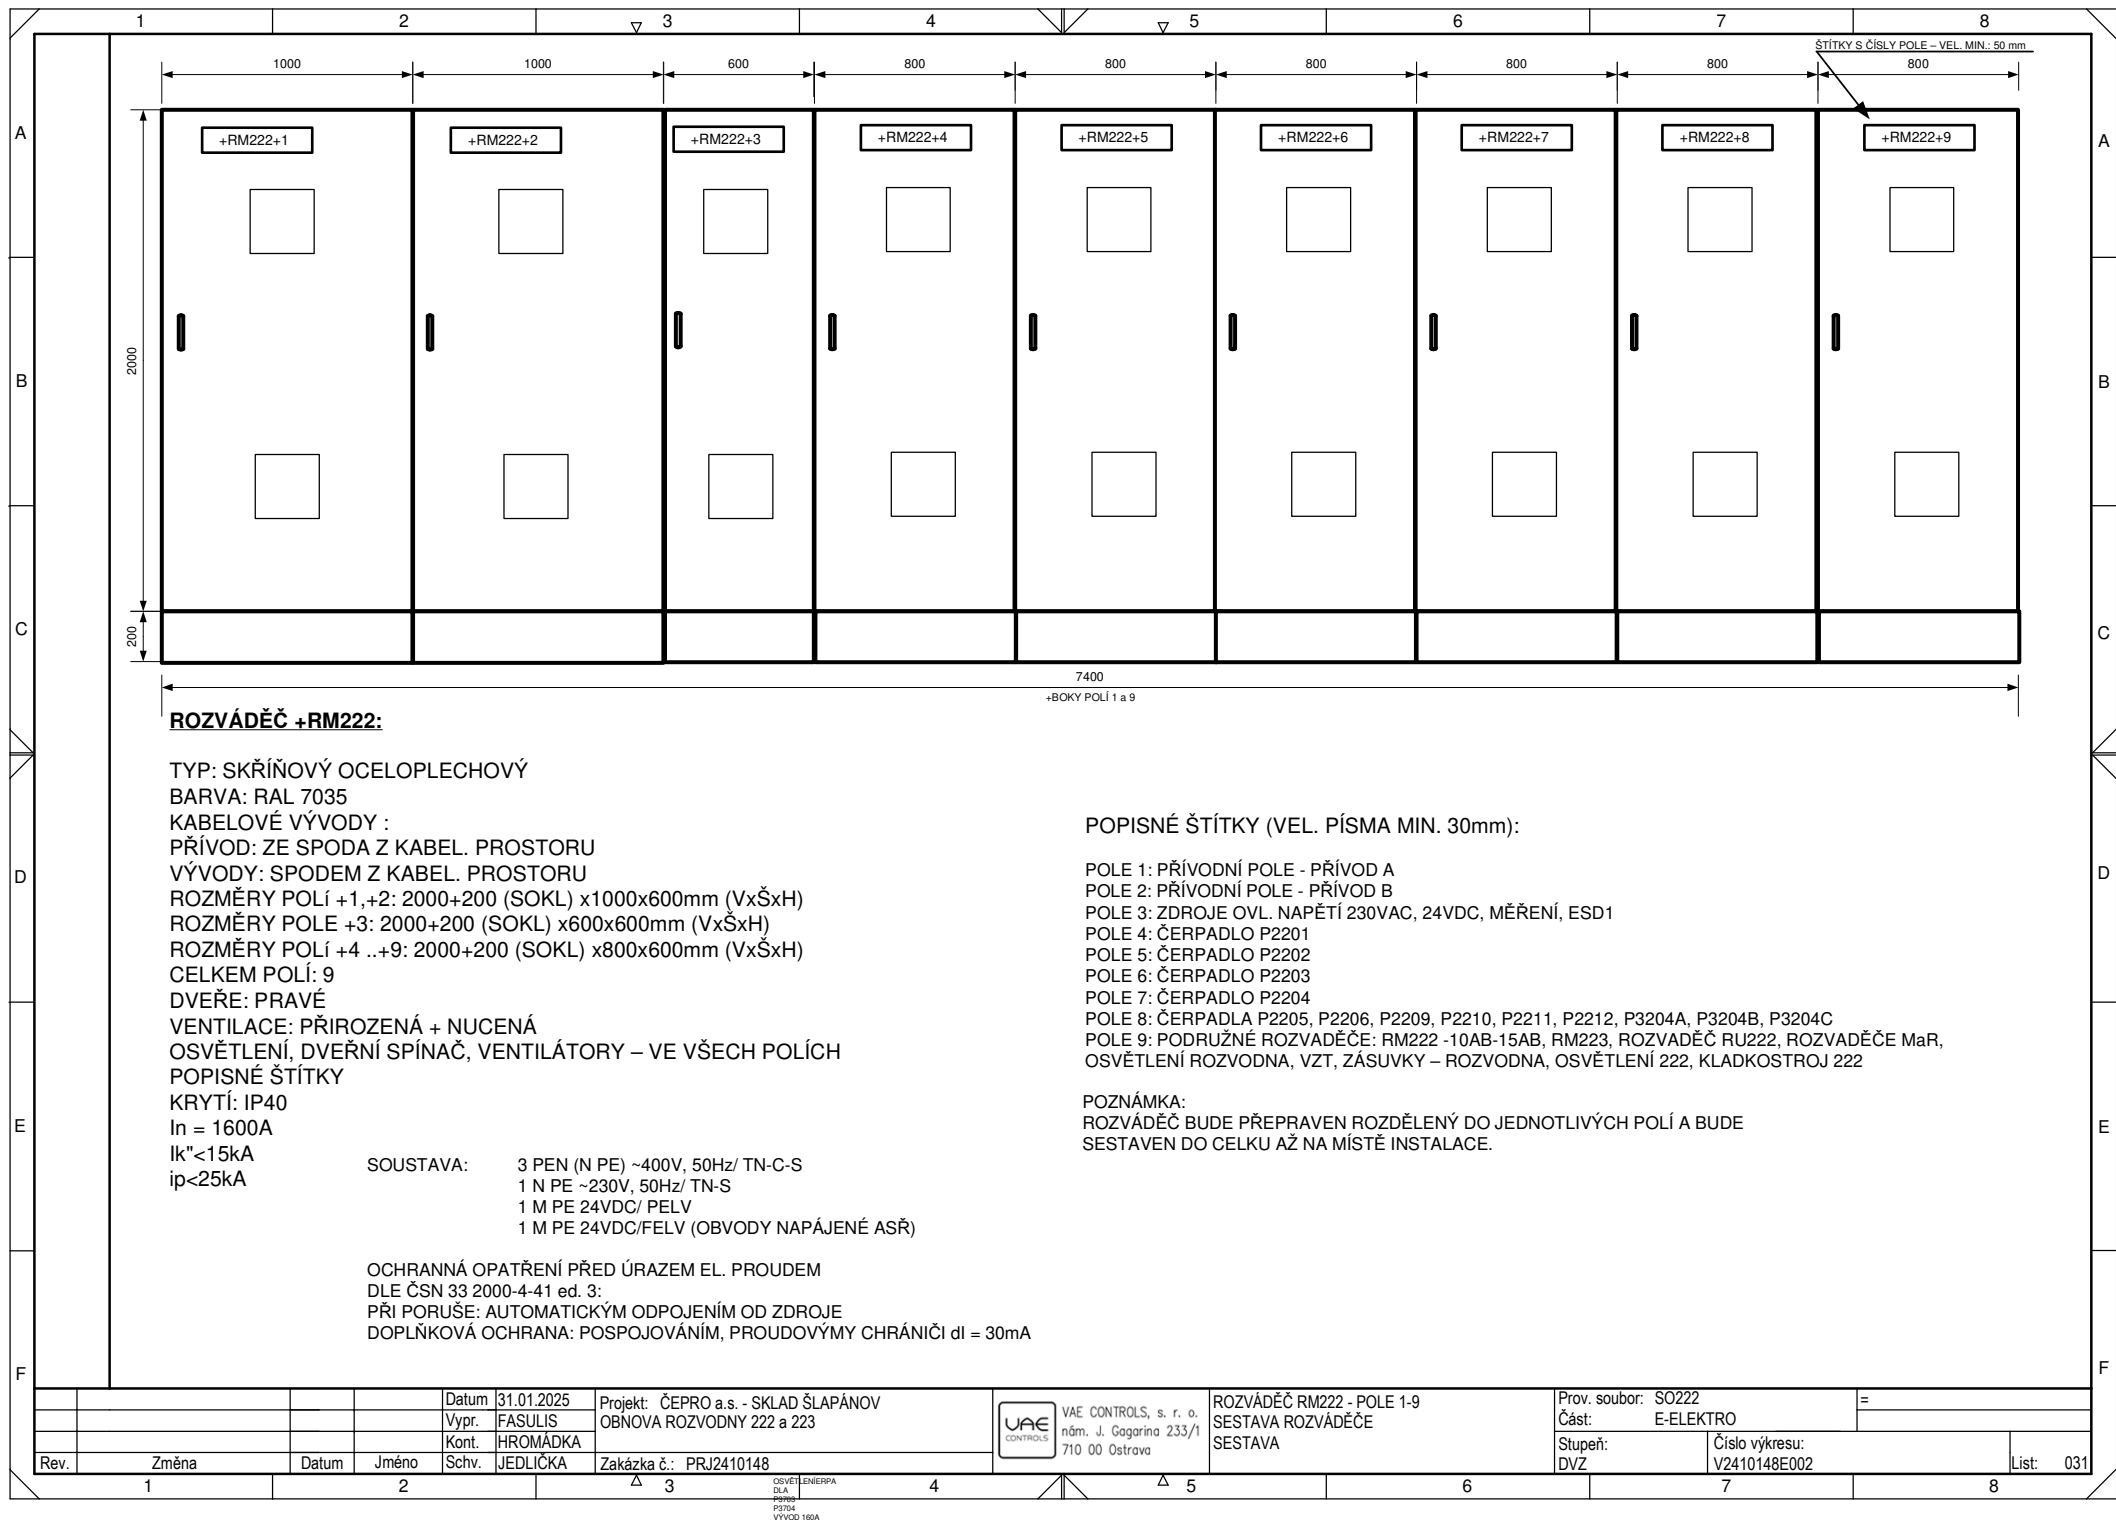 1 2 3 4 5 6 7 8
ŠTÍTKY S ČÍSLY POLE – VEL. MIN.: 50 mm
1000 1000 600 800 800 800 800 800 800
A A
+RM222+1 +RM222+2 +RM222+3 +RM222+4 +RM222+5 +RM222+6 +RM222+7 +RM222+8 +RM222+9
2000
B B
200
C C
7400
+BOKY POLÍ 1 a 9
ROZVÁDĚČ +RM222:
TYP: SKŘÍŇOVÝ OCELOPLECHOVÝ
BARVA: RAL 7035
KABELOVÉ VÝVODY :
PŘÍVOD: ZE SPODA Z KABEL. PROSTORU
VÝVODY: SPODEM Z KABEL. PROSTORU
ROZMĚRY POLí +1,+2: 2000+200 (SOKL) x1000x600mm (VxŠxH)
ROZMĚRY POLE +3: 2000+200 (SOKL) x600x600mm (VxŠxH)
ROZMĚRY POLí +4 ..+9: 2000+200 (SOKL) x800x600mm (VxŠxH)
CELKEM POLÍ: 9
DVEŘE: PRAVÉ
VENTILACE: PŘIROZENÁ + NUCENÁ
OSVĚTLENÍ, DVEŘNÍ SPÍNAČ, VENTILÁTORY – VE VŠECH POLÍCH
POPISNÉ ŠTÍTKY
KRYTÍ: IP40
In = 1600A
Ik"<15kA
ip<25kA
SOUSTAVA: 3 PEN (N PE) ~400V, 50Hz/ TN-C-S
1 N PE ~230V, 50Hz/ TN-S
1 M PE 24VDC/ PELV
1 M PE 24VDC/FELV (OBVODY NAPÁJENÉ ASŘ)
OCHRANNÁ OPATŘENÍ PŘED ÚRAZEM EL. PROUDEM
DLE ČSN 33 2000-4-41 ed. 3:
PŘI PORUŠE: AUTOMATICKÝM ODPOJENÍM OD ZDROJE
DOPLŇKOVÁ OCHRANA: POSPOJOVÁNÍM, PROUDOVÝMY CHRÁNIČI dI = 30mA
POPISNÉ ŠTÍTKY (VEL. PÍSMA MIN. 30mm):
POLE 1: PŘÍVODNÍ POLE - PŘÍVOD A
POLE 2: PŘÍVODNÍ POLE - PŘÍVOD B
POLE 3: ZDROJE OVL. NAPĚTÍ 230VAC, 24VDC, MĚŘENÍ, ESD1
POLE 4: ČERPADLO P2201
POLE 5: ČERPADLO P2202
POLE 6: ČERPADLO P2203
POLE 7: ČERPADLO P2204
POLE 8: ČERPADLA P2205, P2206, P2209, P2210, P2211, P2212, P3204A, P3204B, P3204C
POLE 9: PODRUŽNÉ ROZVADĚČE: RM222 -10AB-15AB, RM223, ROZVADĚČ RU222, ROZVADĚČE MaR,
OSVĚTLENÍ ROZVODNA, VZT, ZÁSUVKY – ROZVODNA, OSVĚTLENÍ 222, KLADKOSTROJ 222
POZNÁMKA:
ROZVÁDĚČ BUDE PŘEPRAVEN ROZDĚLENÝ DO JEDNOTLIVÝCH POLÍ A BUDE
SESTAVEN DO CELKU AŽ NA MÍSTĚ INSTALACE.
D D
E E
F F
Datum 31.01.2025
Vypr. FASULIS
Kont. HROMÁDKA
Rev. Změna Datum Jméno Schv. JEDLIČKA
Projekt: ČEPRO a.s. - SKLAD ŠLAPÁNOV
OBNOVA ROZVODNY 222 a 223
Zakázka č.: PRJ2410148
VAE
CONTROLS
VAE CONTROLS, s. r. o.
nám. J. Gagarina 233/1
710 00 Ostrava
ROZVÁDĚČ RM222 - POLE 1-9
SESTAVA ROZVÁDĚČE
SESTAVA
Prov. soubor: SO222
=
Část: E-ELEKTRO
Stupeň:
DVZ
Číslo výkresu:
V2410148E002
List: 031
1 2 3 4 5 6 7 8
OSVĚTLENÍERPA
DLA
P3703
P3704
VÝVOD 160A